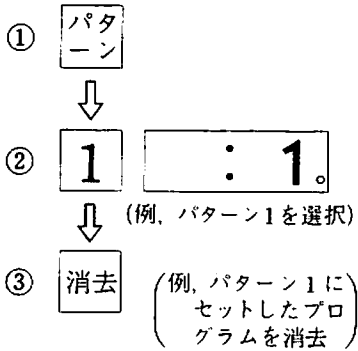 ① パタ
ーン
② 1 : 1.
(例, パターン1を選択)
③ 消去
(例, パターン1に
セットしたプロ
グラムを消去)